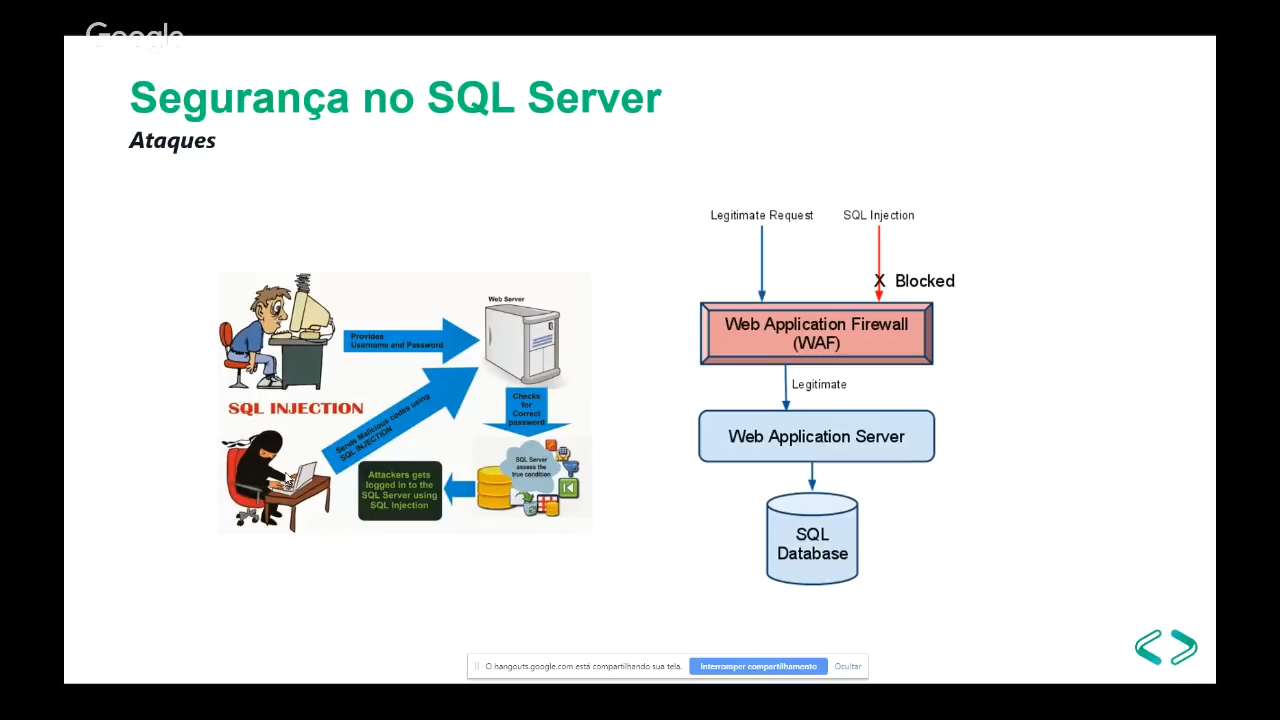 Google
Segurança no SQL Server
Ataques
Web Server
Provides
Username and Password
SQL INJECTION
Sends Malicious codes using
SQL INJECTION
Checks
for
Correct
password
SQL Server
assess the
true condition
Attackers gets
logged in to the
SQL Server using
SQL Injection
Legitimate Request
SQL Injection
X Blocked
Web Application Firewall
(WAF)
Legitimate
Web Application Server
SQL
Database
O hangouts.google.com está compartilhando sua tela.
Interromper compartilhamento
Ocultar